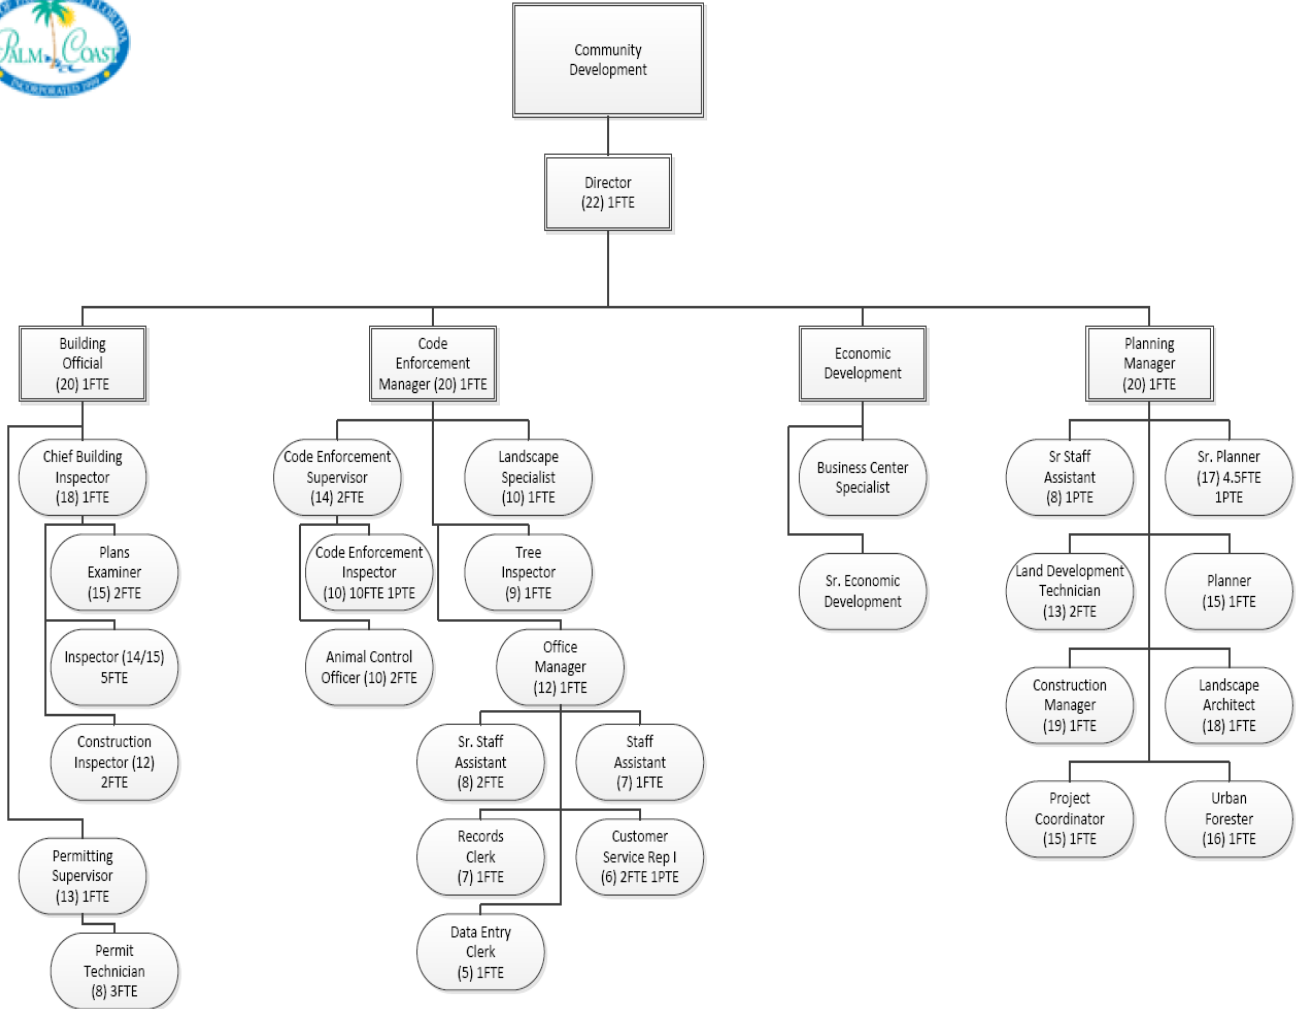 PALM COAST
INCORPORATED 1999
Community
Development
Director
(22) 1FTE
Building
Official
(20) 1FTE
Code
Enforcement
Manager (20) 1FTE
Economic
Development
Planning
Manager
(20) 1FTE
Chief Building
Inspector
(18) 1FTE
Plans
Examiner
(15) 2FTE
Inspector (14/15)
5FTE
Construction
Inspector (12)
2FTE
Permitting
Supervisor
(13) 1FTE
Permit
Technician
(8) 3FTE
Code Enforcement
Supervisor
(14) 2FTE
Landscape
Specialist
(10) 1FTE
Code Enforcement
Inspector
(10) 10FTE 1PTE
Tree
Inspector
(9) 1FTE
Animal Control
Officer (10) 2FTE
Office
Manager
(12) 1FTE
Sr. Staff
Assistant
(8) 2FTE
Staff
Assistant
(7) 1FTE
Records
Clerk
(7) 1FTE
Customer
Service Rep I
(6) 2FTE 1PTE
Data Entry
Clerk
(5) 1FTE
Business Center
Specialist
Sr. Economic
Development
Sr Staff
Assistant
(8) 1PTE
Sr. Planner
(17) 4.5FTE
1PTE
Land Development
Technician
(13) 2FTE
Planner
(15) 1FTE
Construction
Manager
(19) 1FTE
Landscape
Architect
(18) 1FTE
Project
Coordinator
(15) 1FTE
Urban
Forester
(16) 1FTE